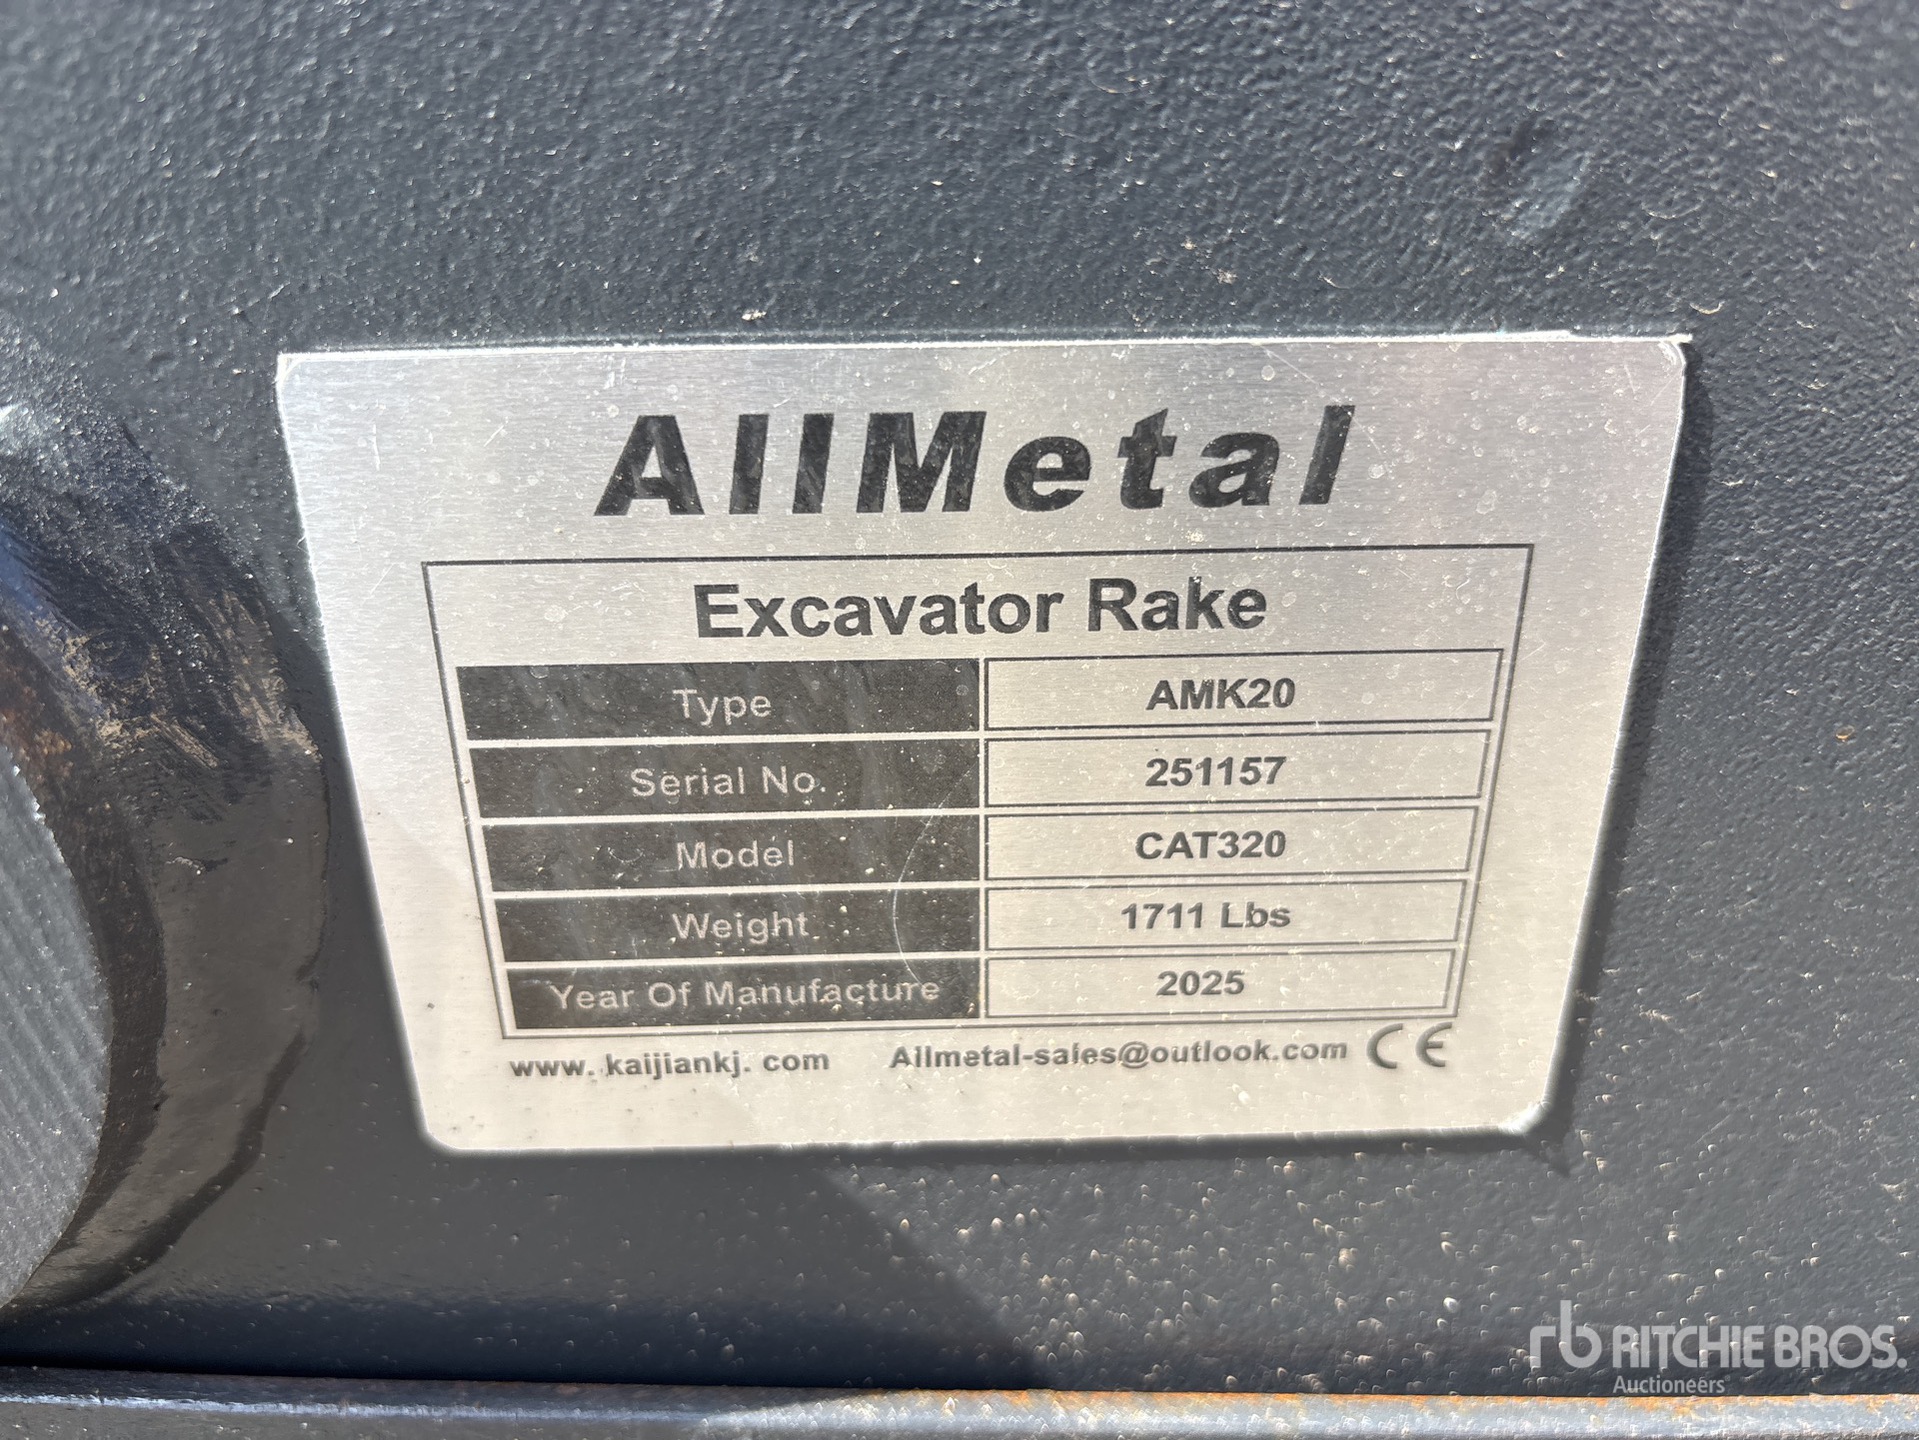 AllMetal
Excavator Rake
Type AMK20
Serial No. 251157
Model CAT320
Weight 1711 Lbs
Year Of Manufacture 2025
www. kaijiankj. com Allmetal-sales@outlook.com CE
rb RITCHIE BROS.
Auctioneers